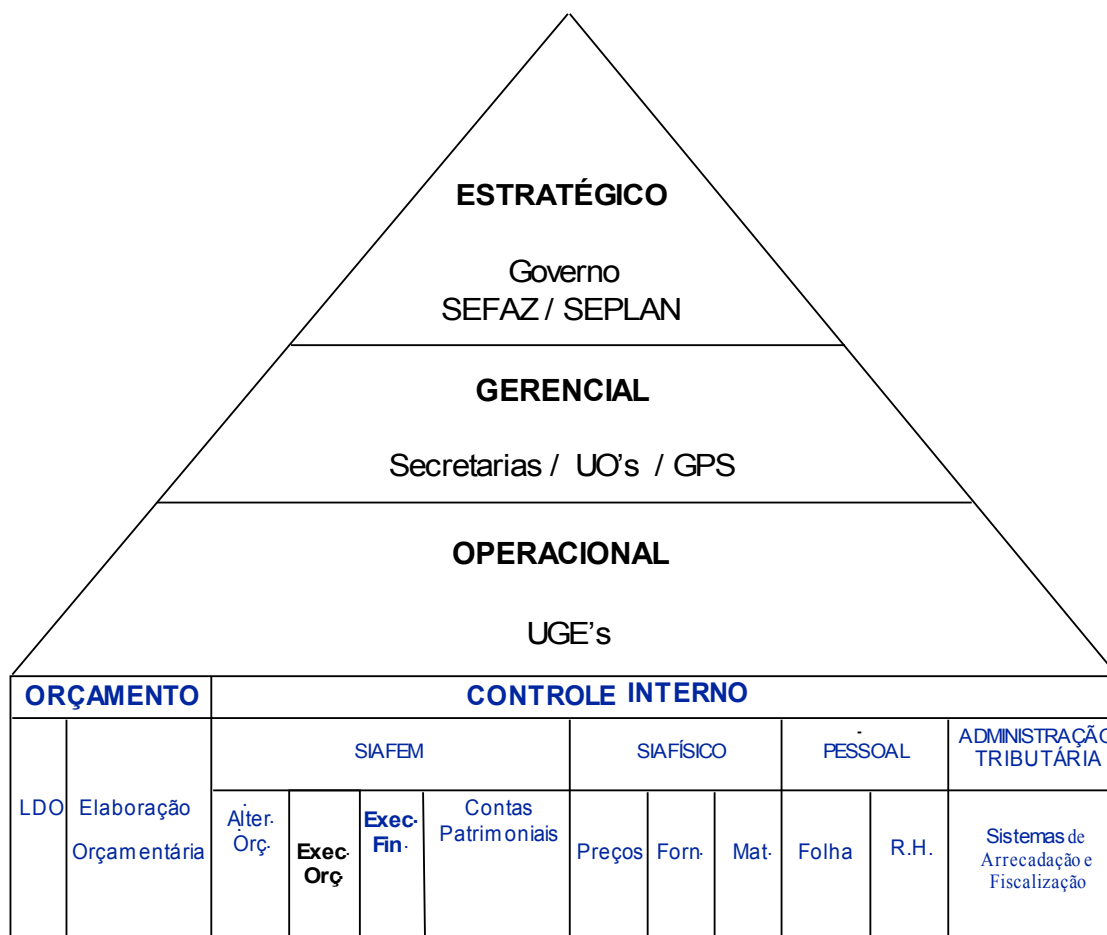 ESTRATÉGICO
Governo
SEFAZ / SEPLAN
GERENCIAL
Secretarias / UO's / GPS
OPERACIONAL
UGE's
ORÇAMENTO
CONTROLE INTERNO
SIAFEM
SIAFÍSICO
PESSOAL
ADMINISTRAÇÃO
TRIBUTÁRIA
LDO
Elaboração
Orçamentária
Alter.
Orç.
Exec.
Orç.
Exec.
Fin.
Contas
Patrimoniais
Preços
Forn.
Mat.
Folha
R.H.
Sistemas de
Arrecadação e
Fiscalização